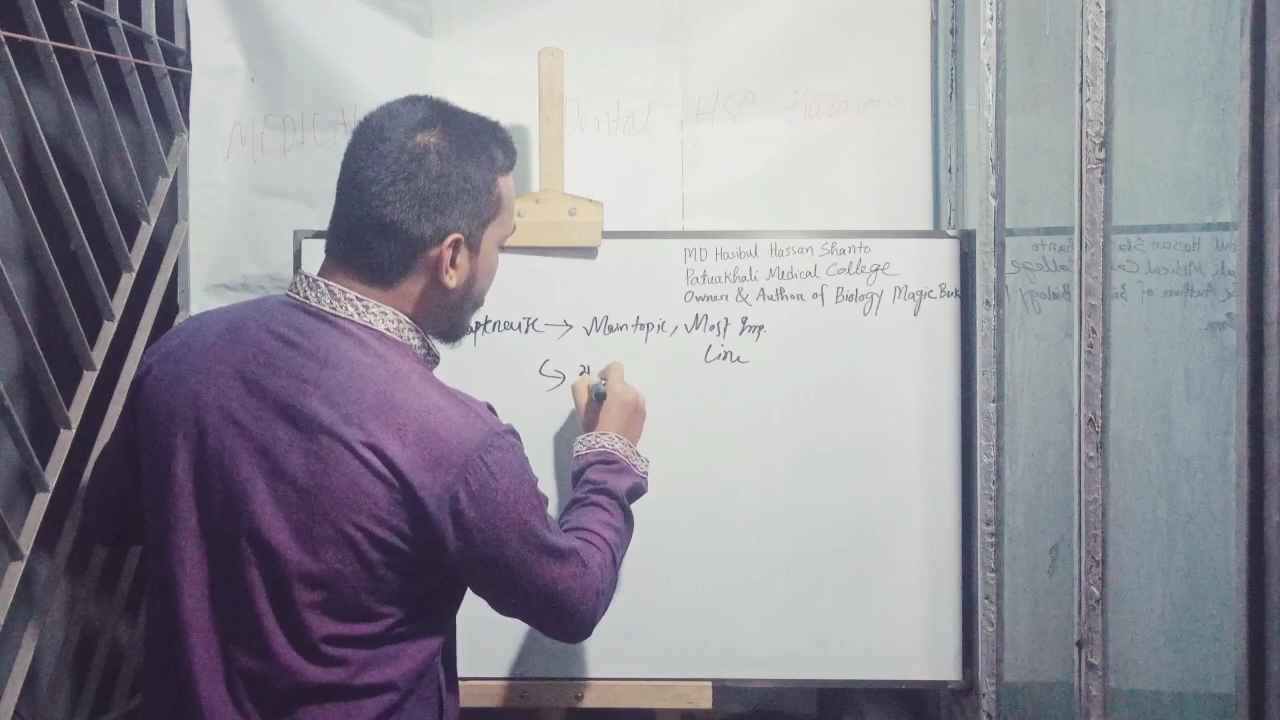 MEDICAL Dental HSC
MD Hasibul Hassan Shanto
Patuakhali Medical College
Owner & Author of Biology Magic Book
→ Main topic, Most Imp.
Line